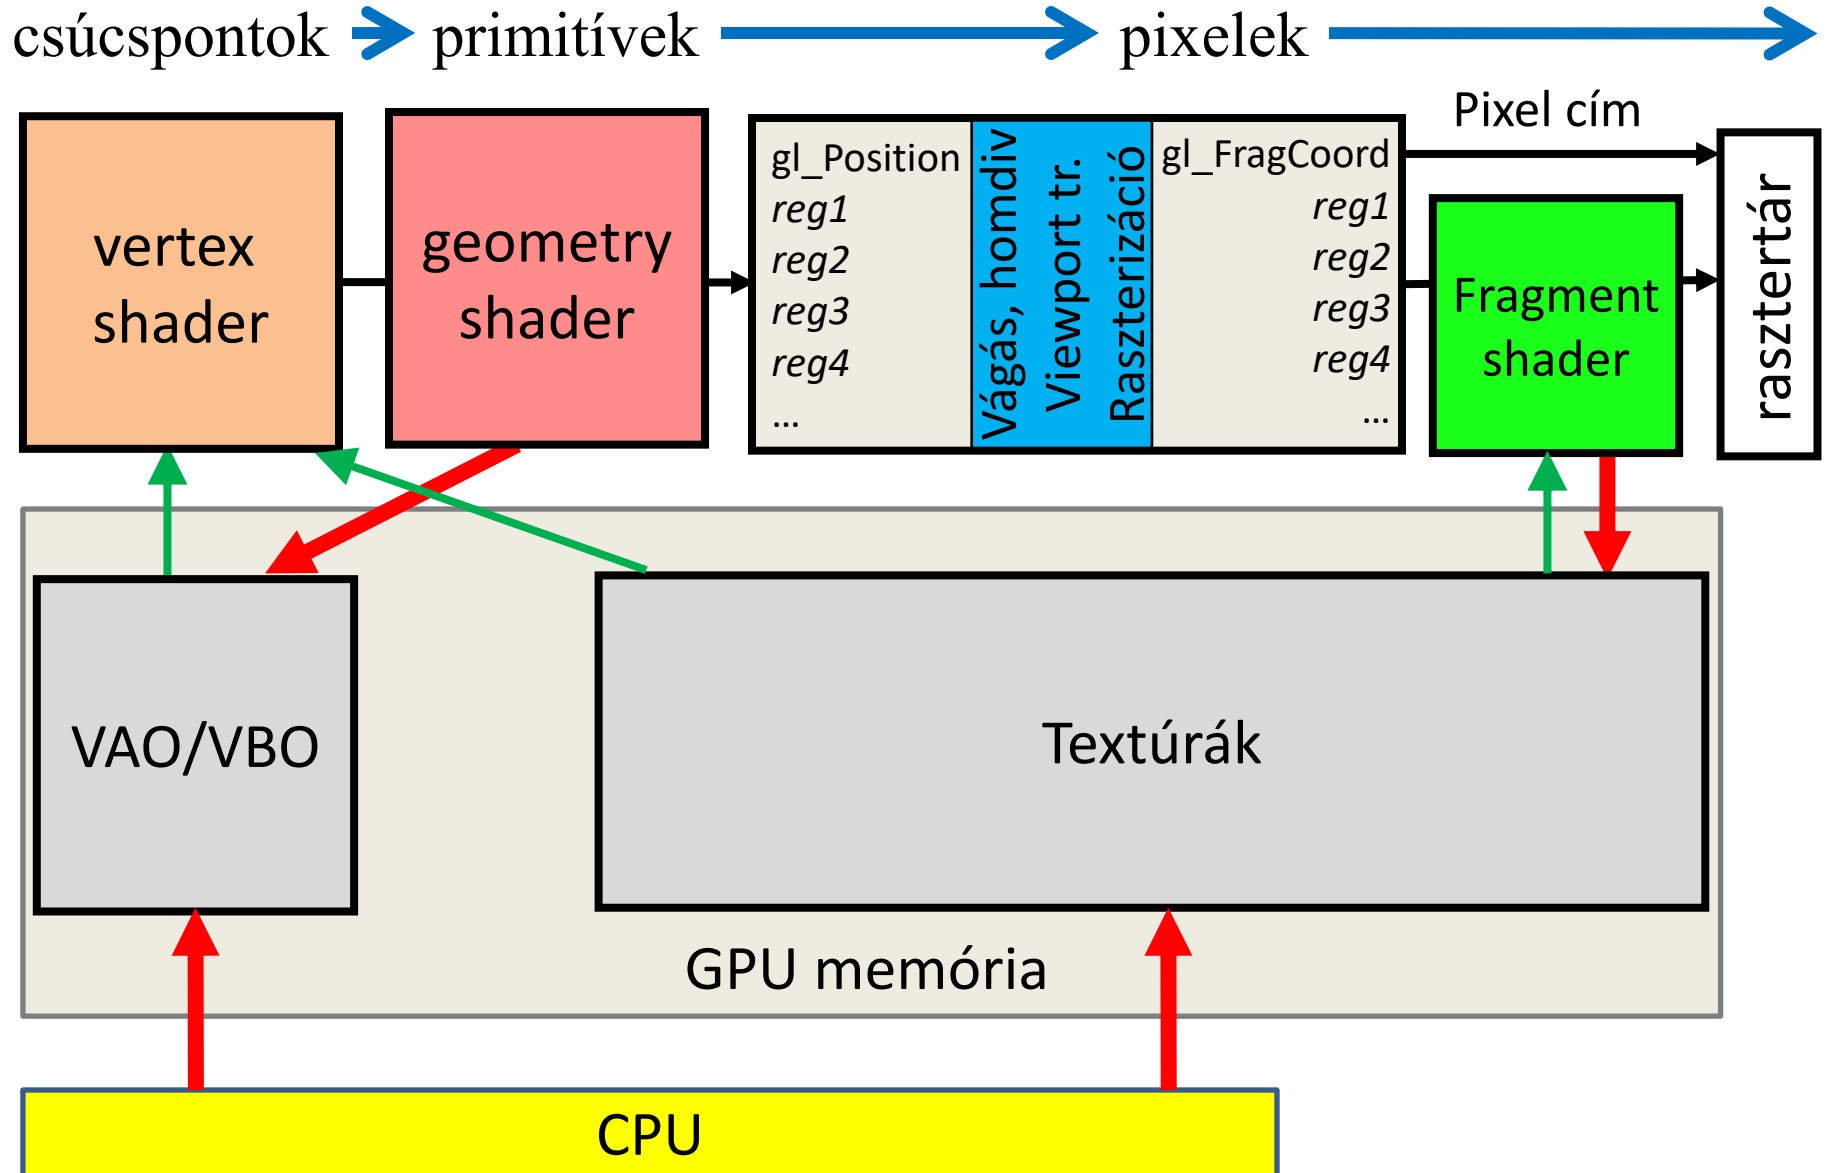 csúcspontok
primitívek
pixelek
Pixel cím
vertex
shader
geometry
shader
gl_Position
reg1
reg2
reg3
reg4
...
Vágás, homdiv
Viewport tr.
Raszterizáció
gl_FragCoord
reg1
reg2
reg3
reg4
...
Fragment
shader
rasztertár
VAO/VBO
Textúrák
GPU memória
CPU